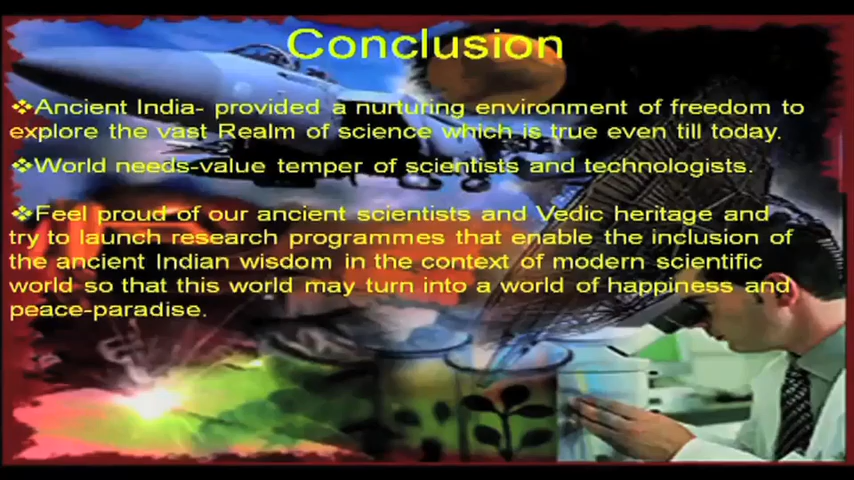 Conclusion
❖Ancient India- provided a nurturing environment of freedom to
explore the vast Realm of science which is true even till today.
❖World needs-value temper of scientists and technologists.
❖Feel proud of our ancient scientists and Vedic heritage and
try to launch research programmes that enable the inclusion of
the ancient Indian wisdom in the context of modern scientific
world so that this world may turn into a world of happiness and
peace-paradise.